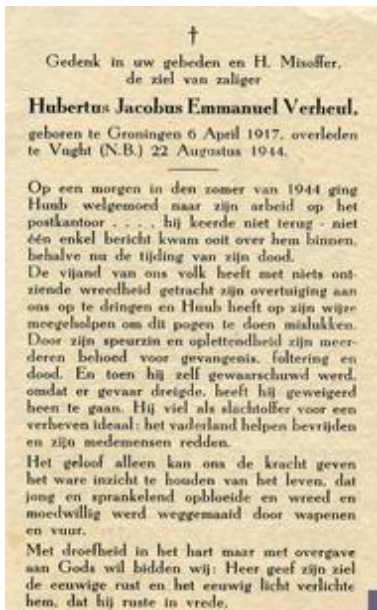 †
Gedenk in uw gebeden en H. Misoffer,
de ziel van zaliger
Hubertus Jacobus Emmanuel Verheul,
geboren te Groningen 6 April 1917, overleden
te Vught (N.B.) 22 Augustus 1944.
Op een morgen in den zomer van 1944 ging
Huub welgemoed naar zijn arbeid op het
postkantoor . . . . hij keerde niet terug - niet
één enkel bericht kwam ooit over hem binnen,
behalve nu de tijding van zijn dood.
De vijand van ons volk heeft met niets ont-
ziende wreedheid getracht zijn overtuiging aan
ons op te dringen en Huub heeft op zijn wijze
meegeholpen om dit pogen te doen mislukken.
Door zijn speurzin en oplettendheid zijn meer-
deren behoed voor gevangenis, foltering en
dood. En toen hij zelf gewaarschuwd werd,
omdat er gevaar dreigde, heeft hij geweigerd
heen te gaan. Hij viel als slachtoffer voor een
verheven ideaal: het vaderland helpen bevrijden
en zijn medemensen redden.
Het geloof alleen kan ons de kracht geven
het ware inzicht te houden van het leven, dat
jong en sprankelend opbloeide en wreed en
moedwillig werd weggemaaid door wapenen
en vuur.
Met droefheid in het hart maar met overgave
aan Gods wil bidden wij: Heer geef zijn ziel
de eeuwige rust en het eeuwig licht verlichte
hem, dat hij ruste in vrede.